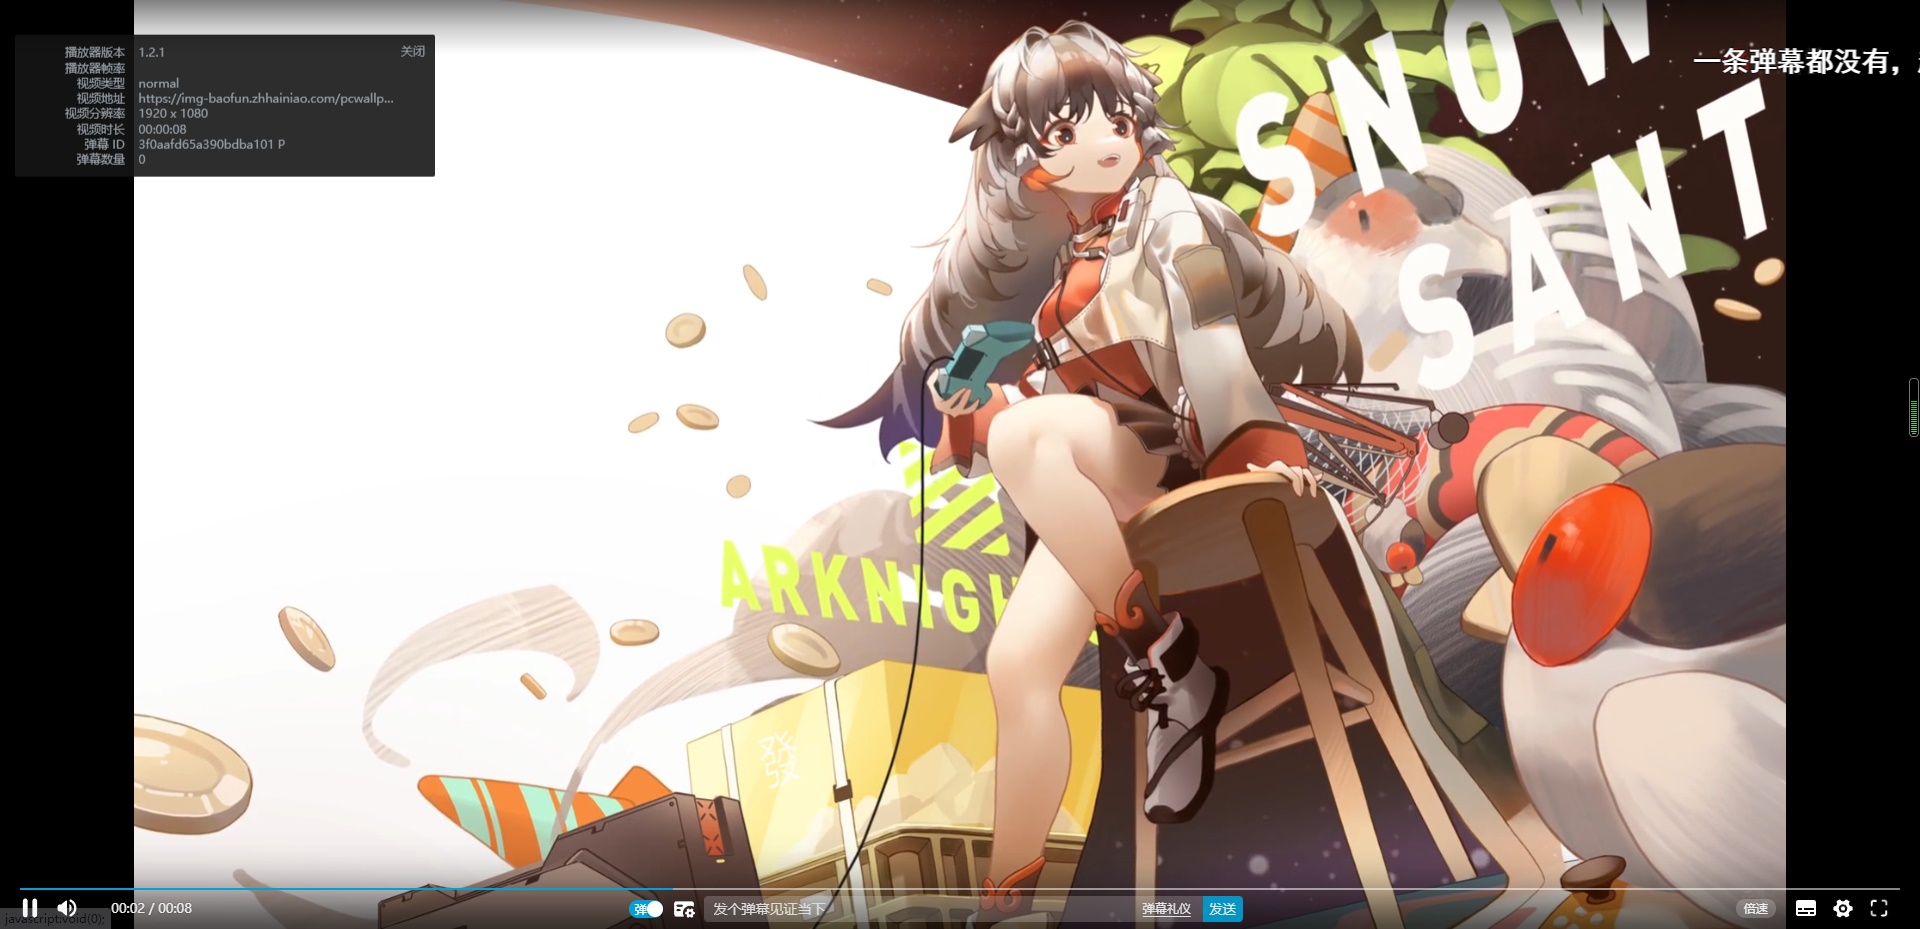 播放器版本 1.2.1 关闭
播放器帧率
视频类型 normal
视频地址 https://img-baofun.zhhainiao.com/pcwallp...
视频分辨率 1920 x 1080
视频时长 00:00:08
弹幕 ID 3f0aafd65a390bdba101 P
弹幕数量 0
一条弹幕都没有，
SNOW
SANT
ARKNIGH
發
00:02 / 00:08
弹
发个弹幕见证当下
弹幕礼仪
发送
倍速
javascript:void(0);